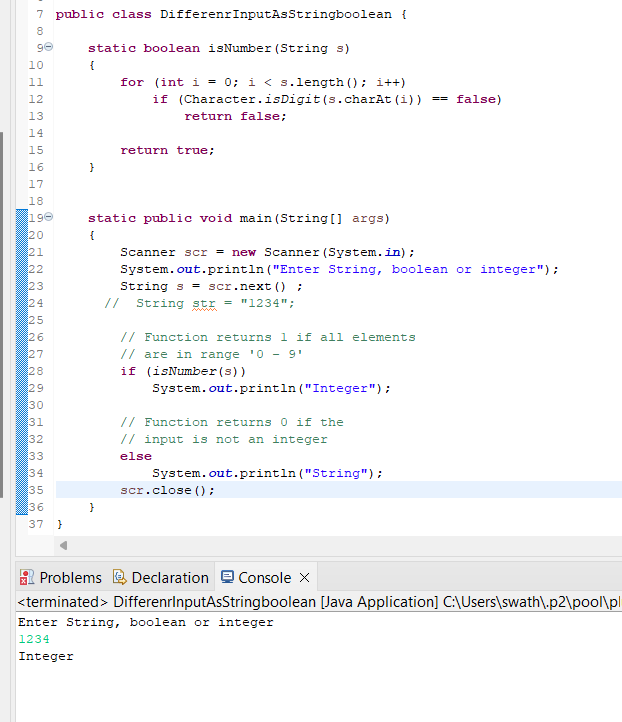 7 public class DifferenrInputAsStringboolean {
8
9 static boolean isNumber(String s)
10 {
11 for (int i = 0; i < s.length(); i++)
12 if (Character.isDigit(s.charAt(i)) == false)
13 return false;
14
15 return true;
16 }
17
18
19 static public void main(String[] args)
20 {
21 Scanner scr = new Scanner(System.in);
22 System.out.println("Enter String, boolean or integer");
23 String s = scr.next() ;
24 // String str = "1234";
25
26 // Function returns 1 if all elements
27 // are in range '0 - 9'
28 if (isNumber(s))
29 System.out.println("Integer");
30
31 // Function returns 0 if the
32 // input is not an integer
33 else
34 System.out.println("String");
35 scr.close();
36 }
37 }
Problems Declaration Console
<terminated> DifferenrInputAsStringboolean [Java Application] C:\Users\swath\.p2\pool\pl
Enter String, boolean or integer
1234
Integer